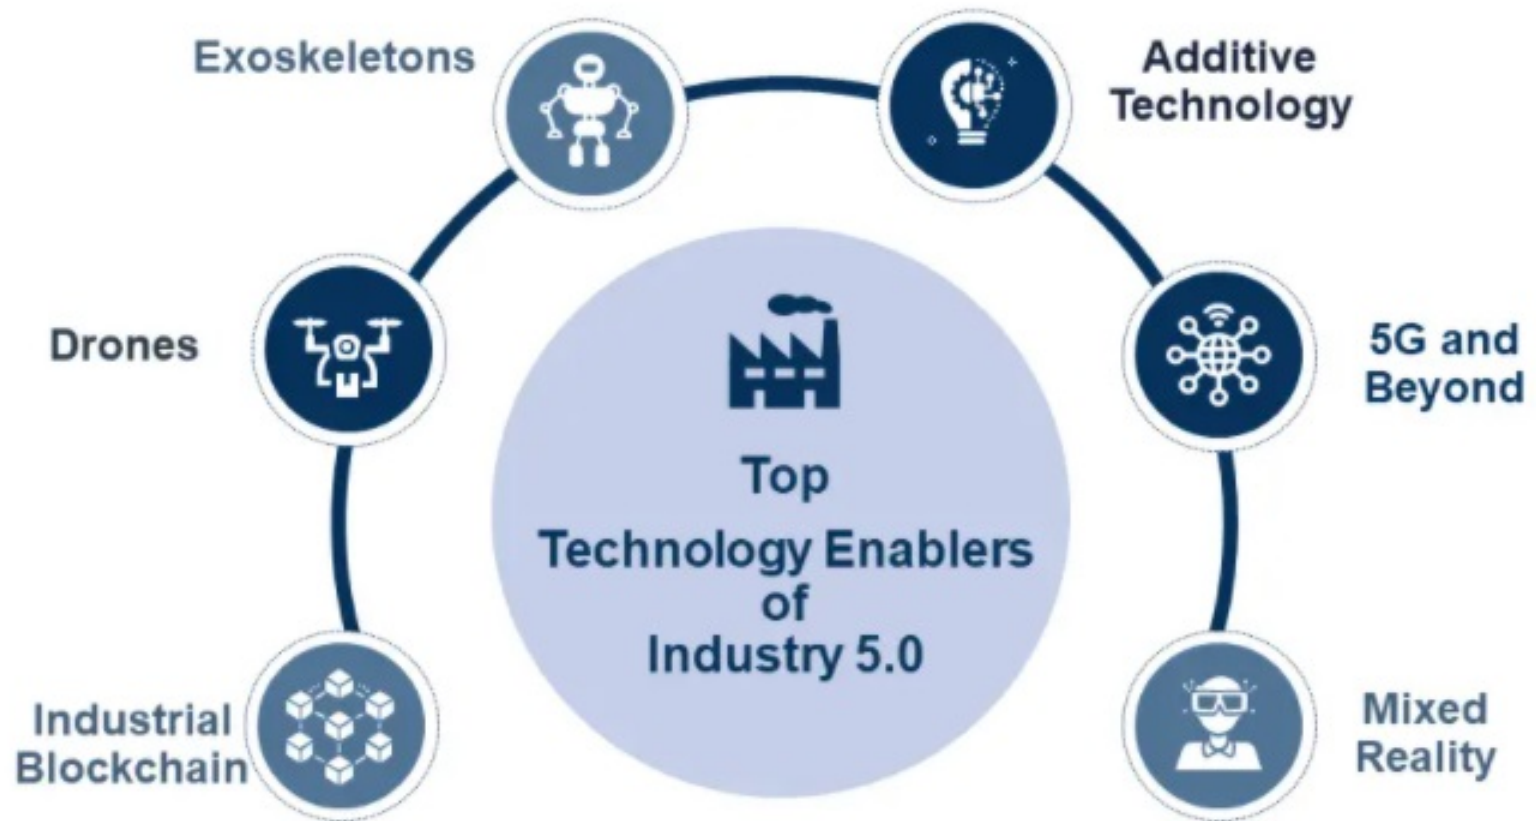 Exoskeletons
Additive
Technology
Drones
5G and
Beyond
Top
Technology Enablers
of
Industry 5.0
Industrial
Blockchain
Mixed
Reality